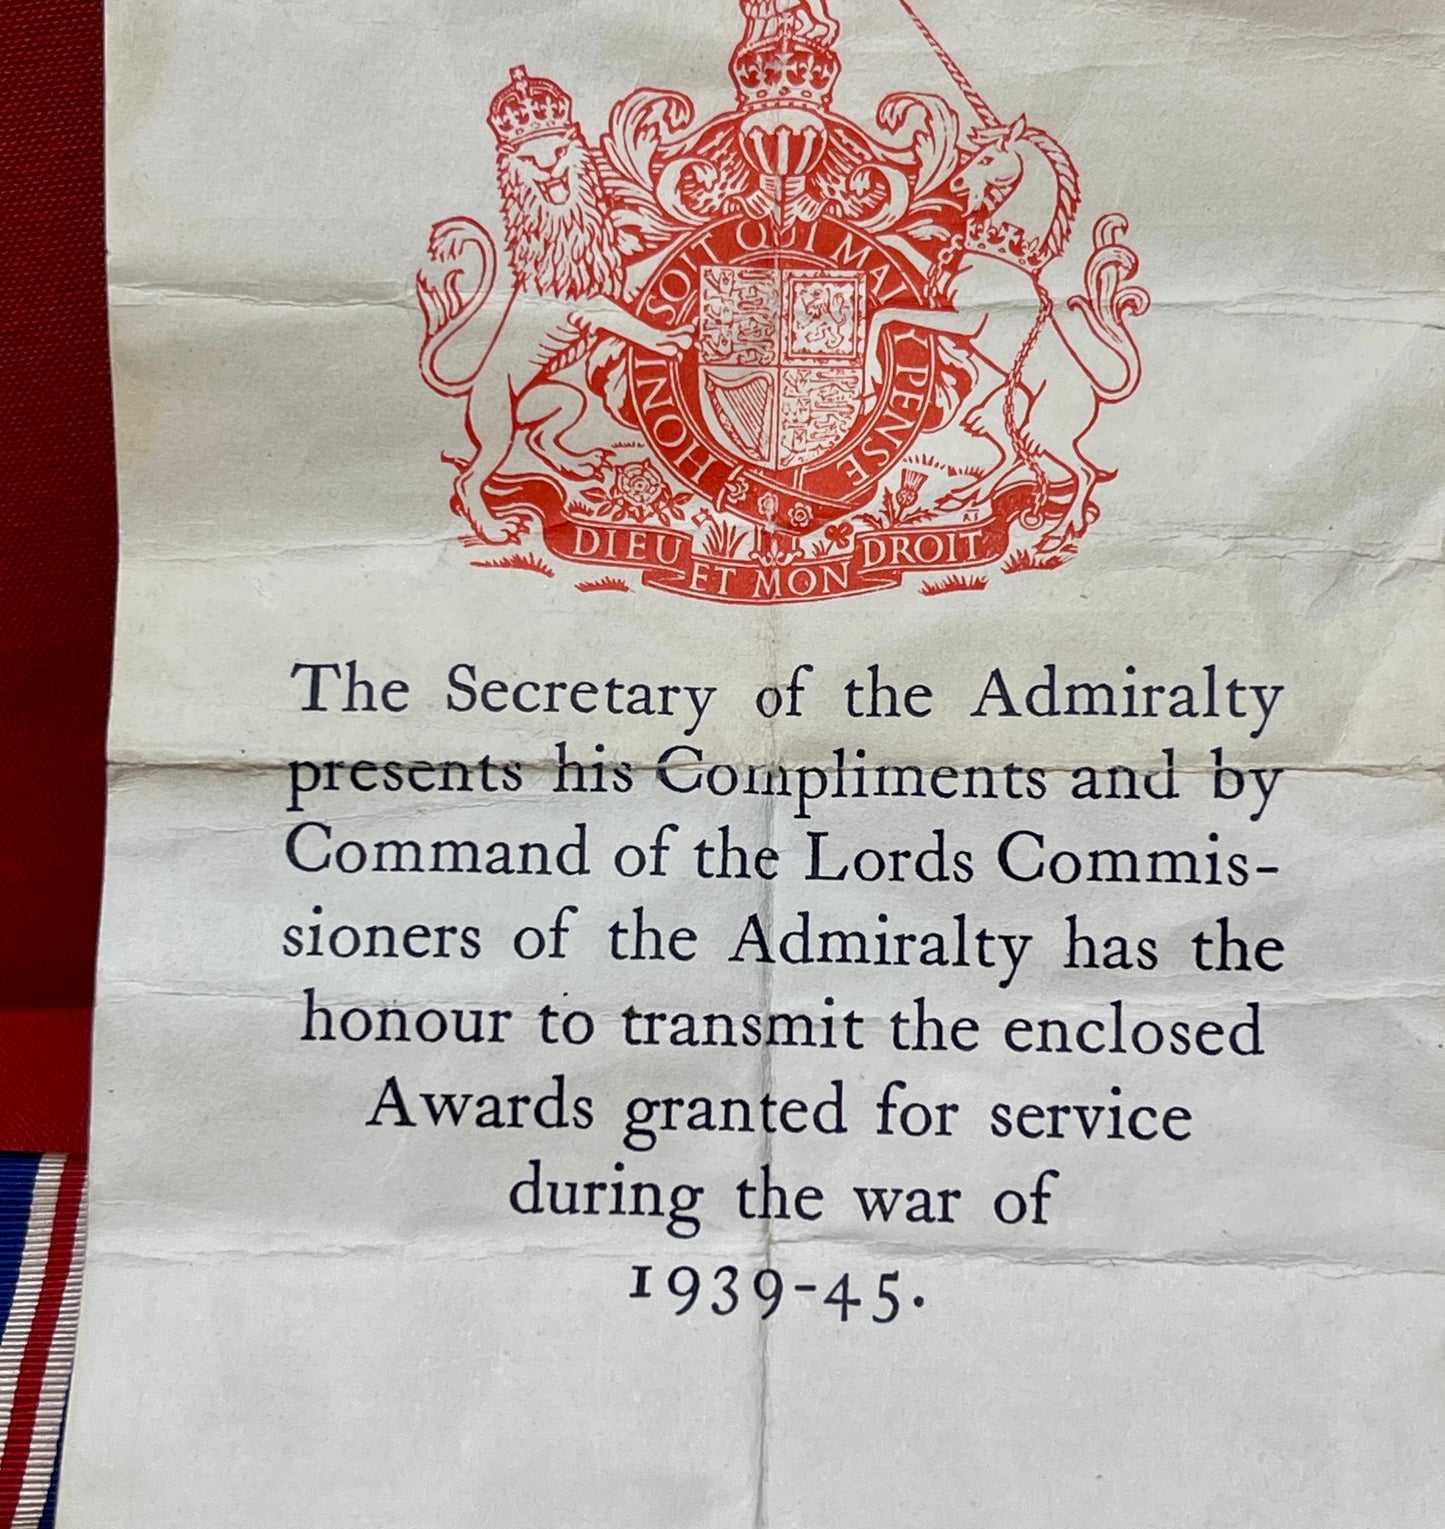 HONI SOIT QUI MAL Y PENSE
DIEU ET MON DROIT
The Secretary of the Admiralty
presents his Compliments and by
Command of the Lords Commis-
sioners of the Admiralty has the
honour to transmit the enclosed
Awards granted for service
during the war of
1939-45.